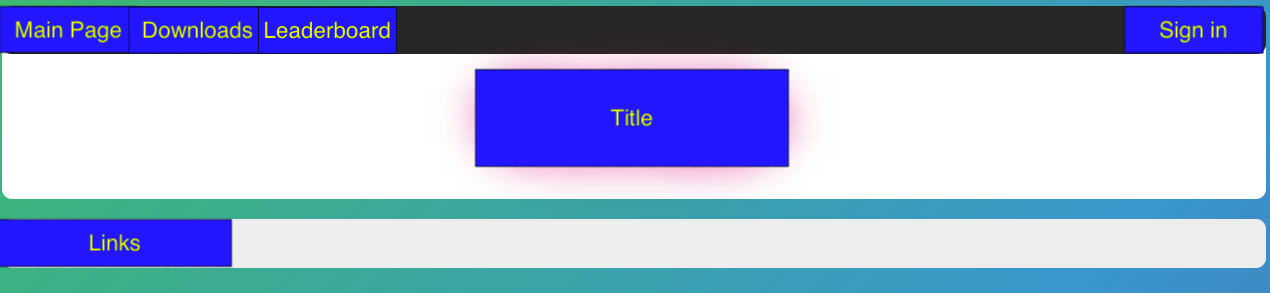 Main Page
Downloads
Leaderboard
Sign in
Title
Links